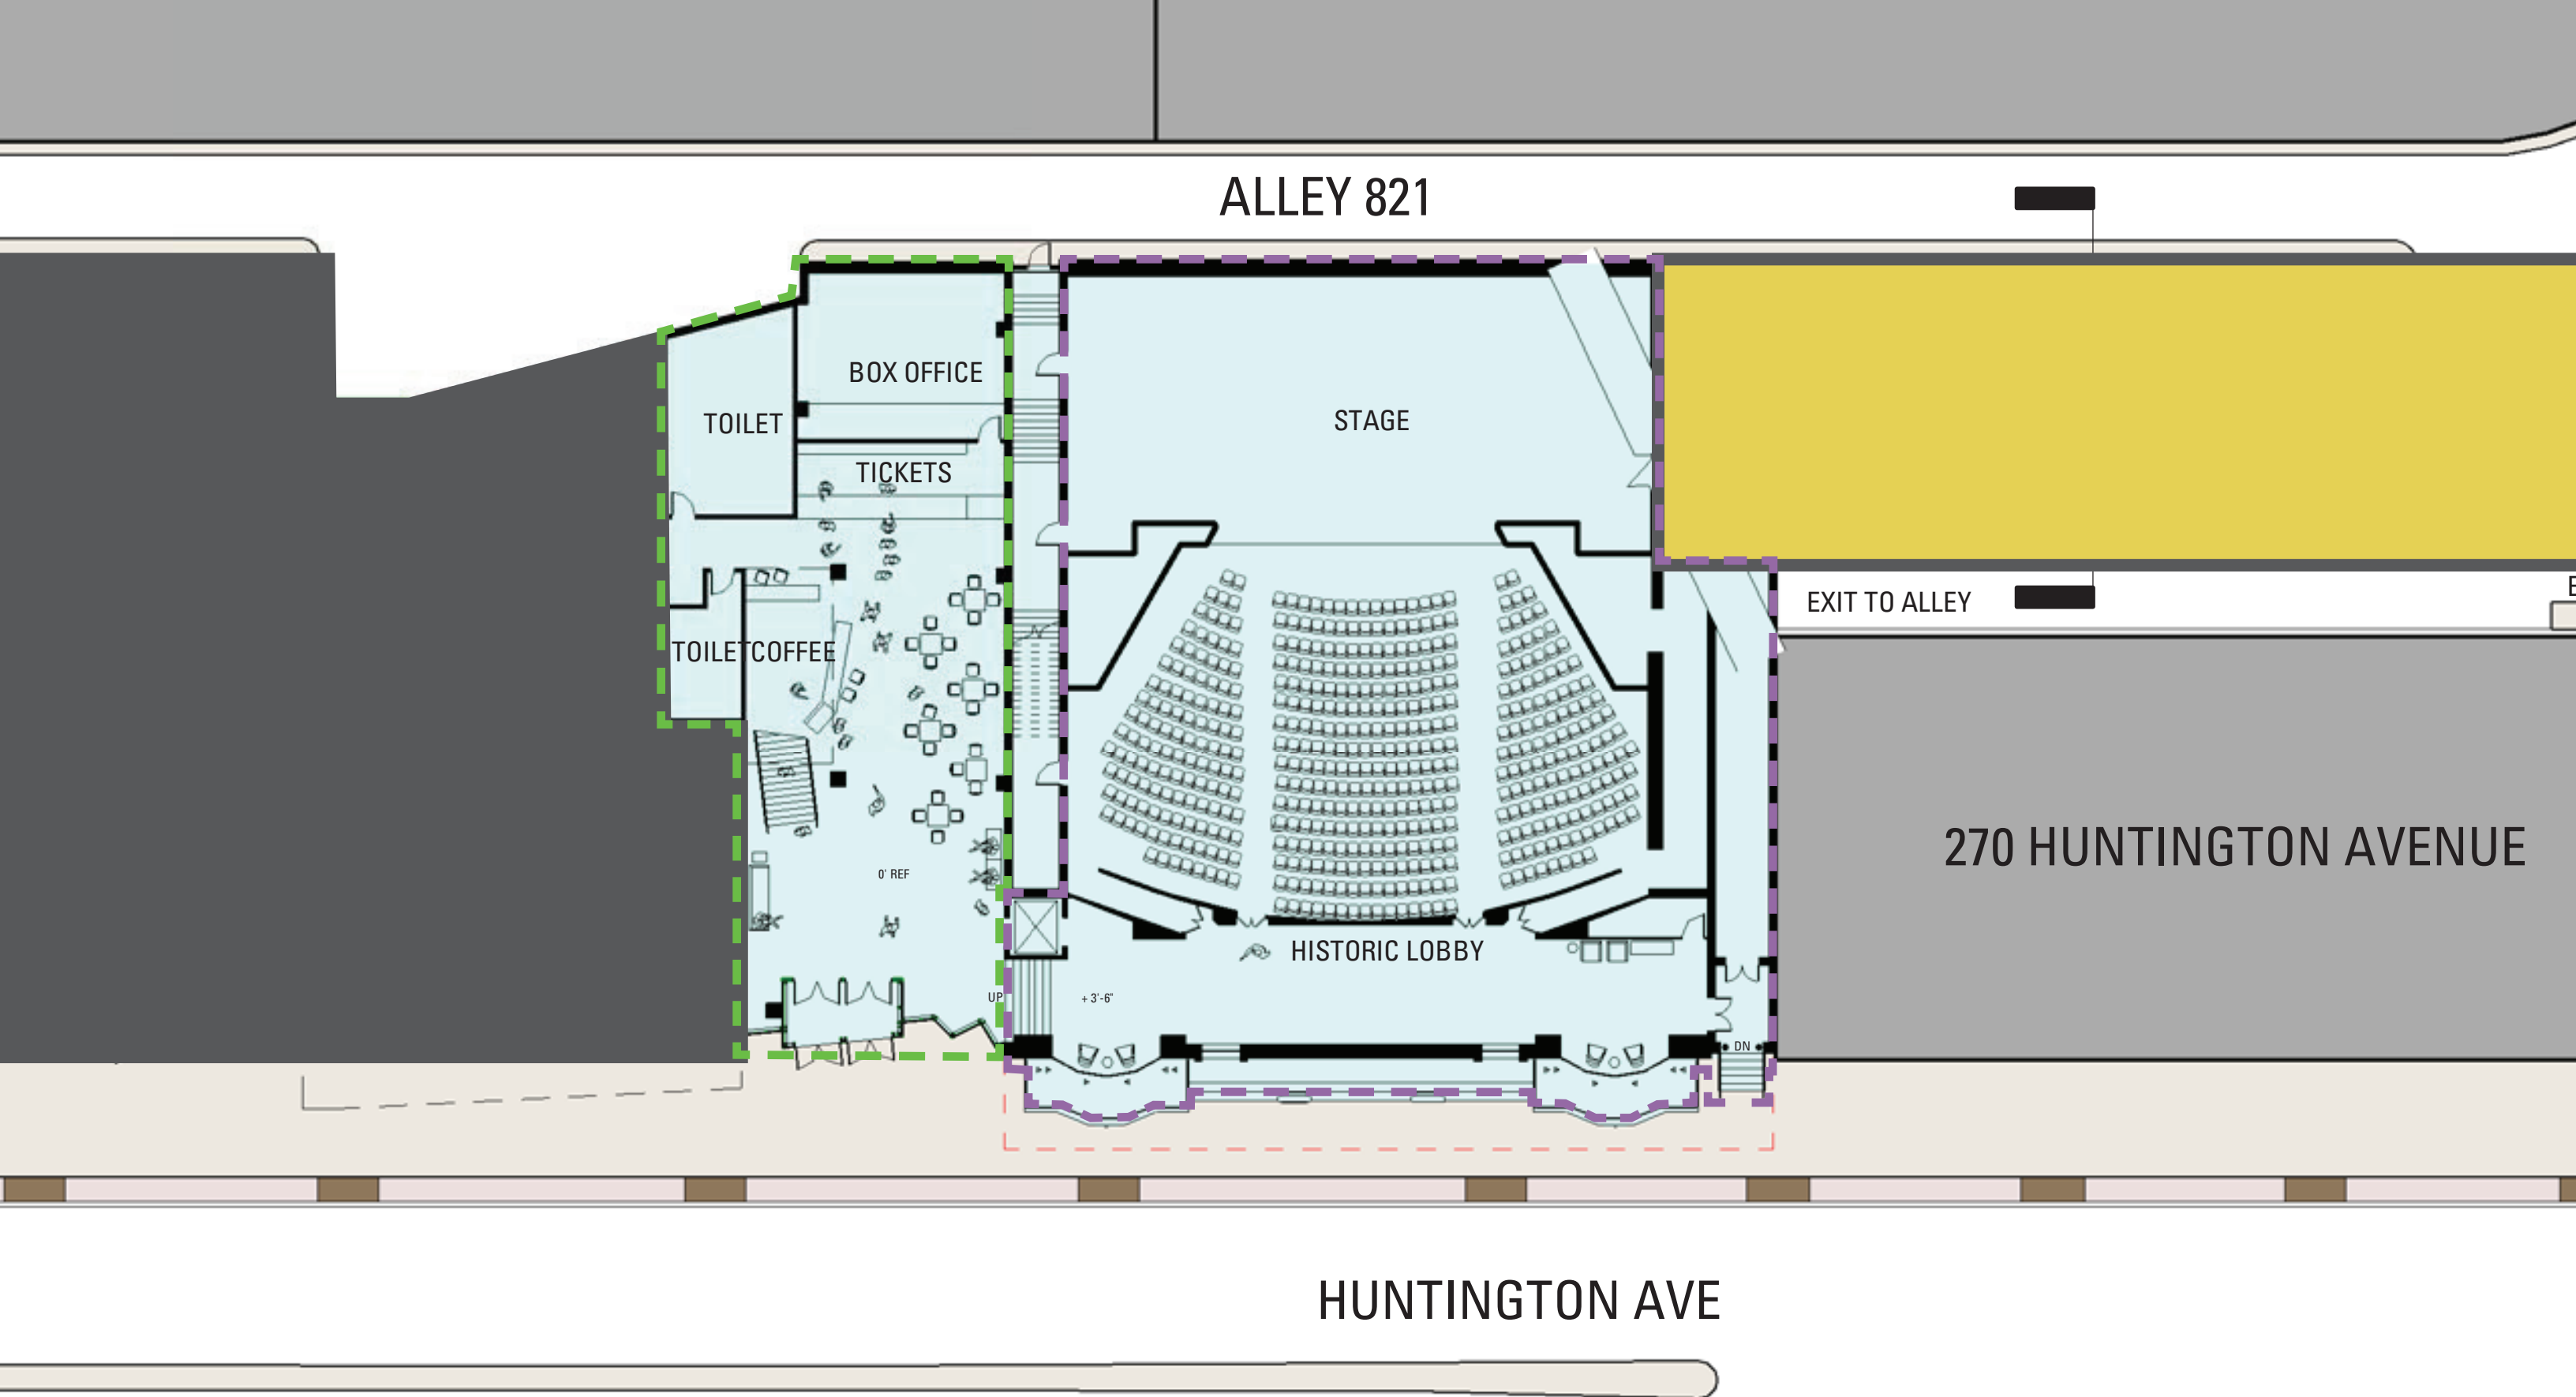 ALLEY 821
BOX OFFICE
TOILET
STAGE
TICKETS
EXIT TO ALLEY
TOILET
COFFEE
270 HUNTINGTON AVENUE
0' REF
HISTORIC LOBBY
UP
+ 3'-6"
DN
HUNTINGTON AVE